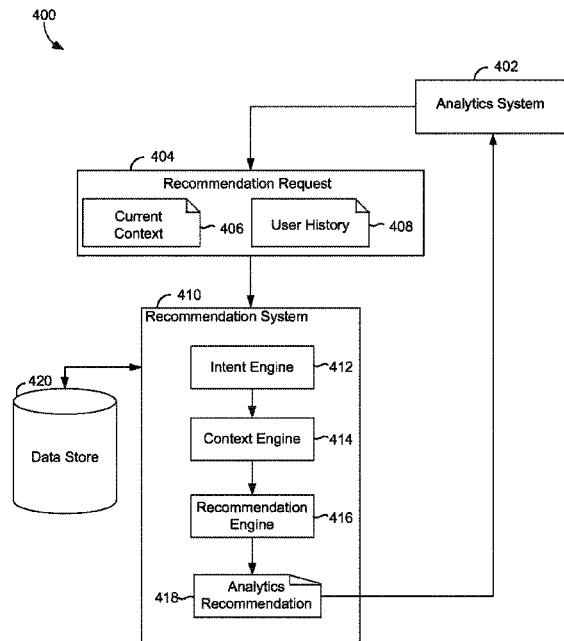 400
402
Analytics System
404
Recommendation Request
Current
Context
406
User History
408
410
Recommendation System
Intent Engine
412
420
Context Engine
414
Data Store
Recommendation
Engine
416
Analytics
Recommendation
418